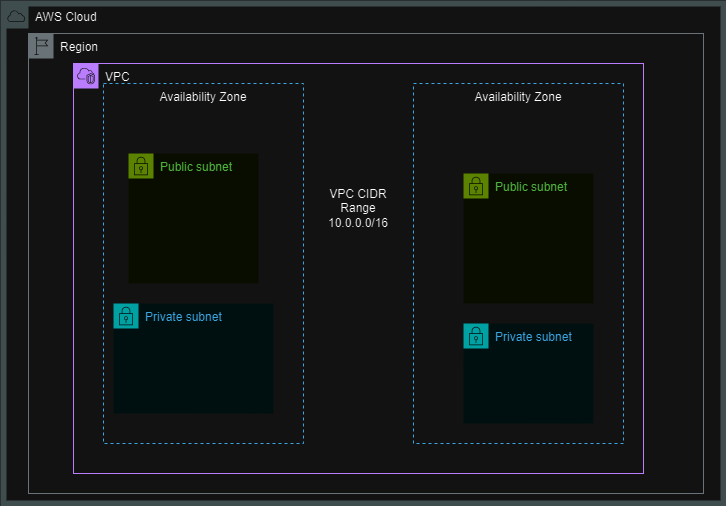 AWS Cloud
Region
VPC
Availability Zone
Availability Zone
Public subnet
Public subnet
VPC CIDR
Range
10.0.0.0/16
Private subnet
Private subnet